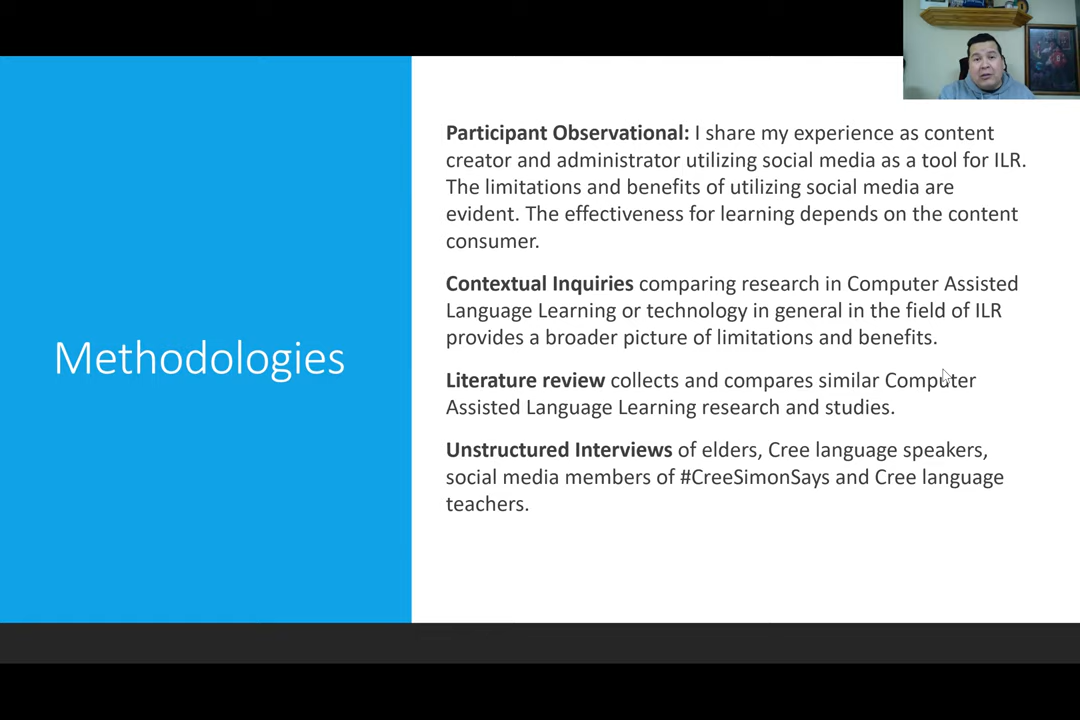 Methodologies
Participant Observational: I share my experience as content
creator and administrator utilizing social media as a tool for ILR.
The limitations and benefits of utilizing social media are
evident. The effectiveness for learning depends on the content
consumer.
Contextual Inquiries comparing research in Computer Assisted
Language Learning or technology in general in the field of ILR
provides a broader picture of limitations and benefits.
Literature review collects and compares similar Computer
Assisted Language Learning research and studies.
Unstructured Interviews of elders, Cree language speakers,
social media members of #CreeSimonSays and Cree language
teachers.